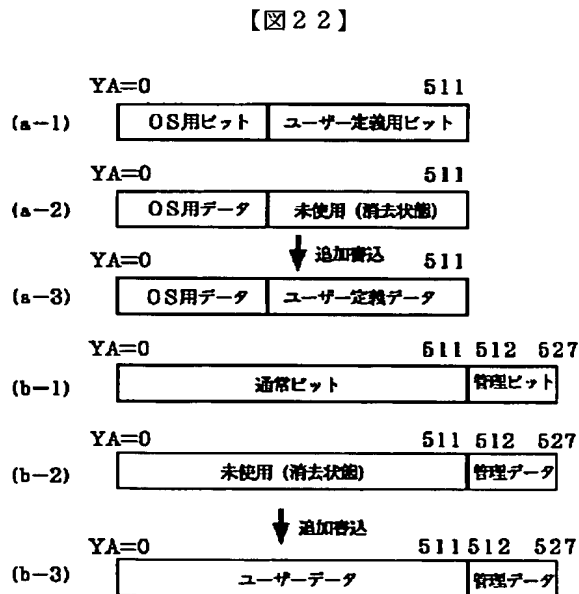 【図22】
YA=0 511
(a-1) OS用ビット ユーザー定義用ビット
YA=0 511
(a-2) OS用データ 未使用(消去状態)
追加書込
YA=0 511
(a-3) OS用データ ユーザー定義データ
YA=0 511 512 527
(b-1) 通常ビット 管理ビット
YA=0 511 512 527
(b-2) 未使用(消去状態) 管理データ
追加書込
YA=0 511 512 527
(b-3) ユーザーデータ 管理データ